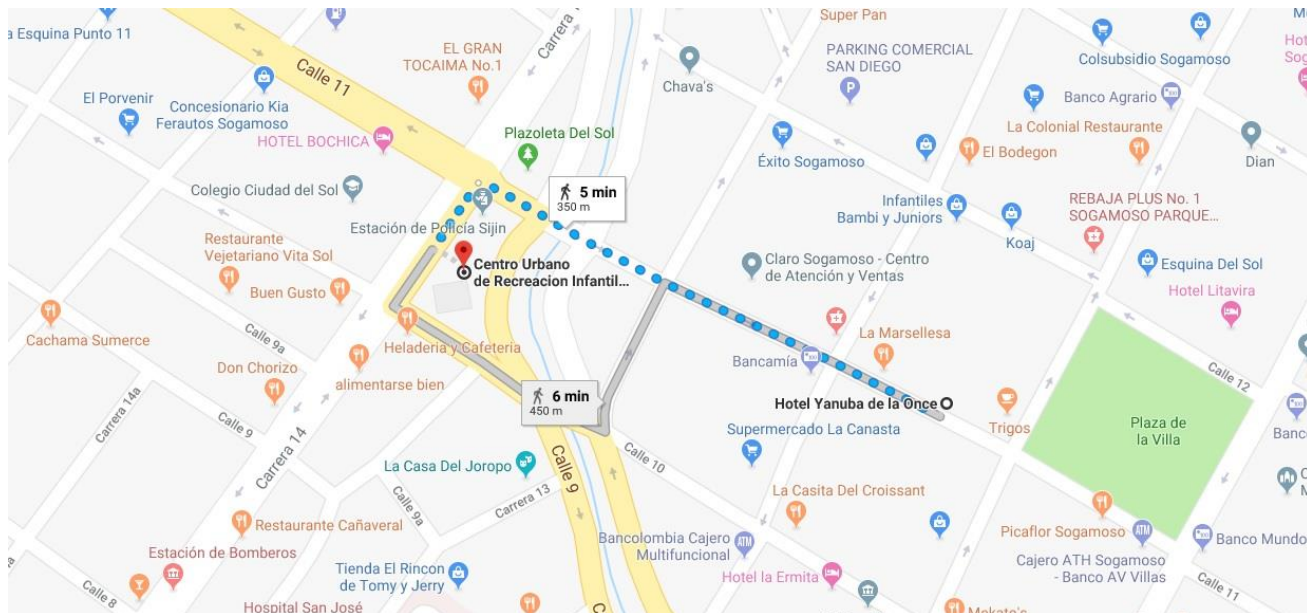 a Esquina Punto 11
Carrera 1
Super Pan
Calle 11
EL GRAN
TOCAIMA No.1
PARKING COMERCIAL
SAN DIEGO
Colsubsidio Sogamoso
Hot
Sog
El Porvenir
Concesionario Kia
Ferautos Sogamoso
Chava's
Banco Agrario
HOTEL BOCHICA
Plazoleta Del Sol
La Colonial Restaurante
Éxito Sogamoso
El Bodegon
Dian
Colegio Ciudad del Sol
5 min
350 m
Infantiles
Bambi y Juniors
REBAJA PLUS No. 1
SOGAMOSO PARQUE...
Estación de Policía Sijin
Koaj
Restaurante
Vejetariano Vita Sol
Centro Urbano
de Recreacion Infantil...
Claro Sogamoso - Centro
de Atención y Ventas
Esquina Del Sol
Buen Gusto
Hotel Litavira
Cachama Sumerce
Calle 9a
Heladeria y Cafeteria
La Marsellesa
Bancamía
Don Chorizo
alimentarse bien
Calle 12
6 min
450 m
Hotel Yanuba de la Once
Carrera 14a
Calle 9
Carrera 14
Supermercado La Canasta
Trigos
Plaza de
la Villa
Banc
La Casa Del Joropo
Calle 9
Calle 10
Carrera 13
Calle 9a
La Casita Del Croissant
Restaurante Cañaveral
Picaflor Sogamoso
Bancolombia Cajero
Multifuncional
Banco Mundo
Estación de Bomberos
Cajero ATH Sogamoso
- Banco AV Villas
Tienda El Rincon
de Tomy y Jerry
Hotel la Ermita
Calle 8
Calle 11
Hospital San José
Mokate's